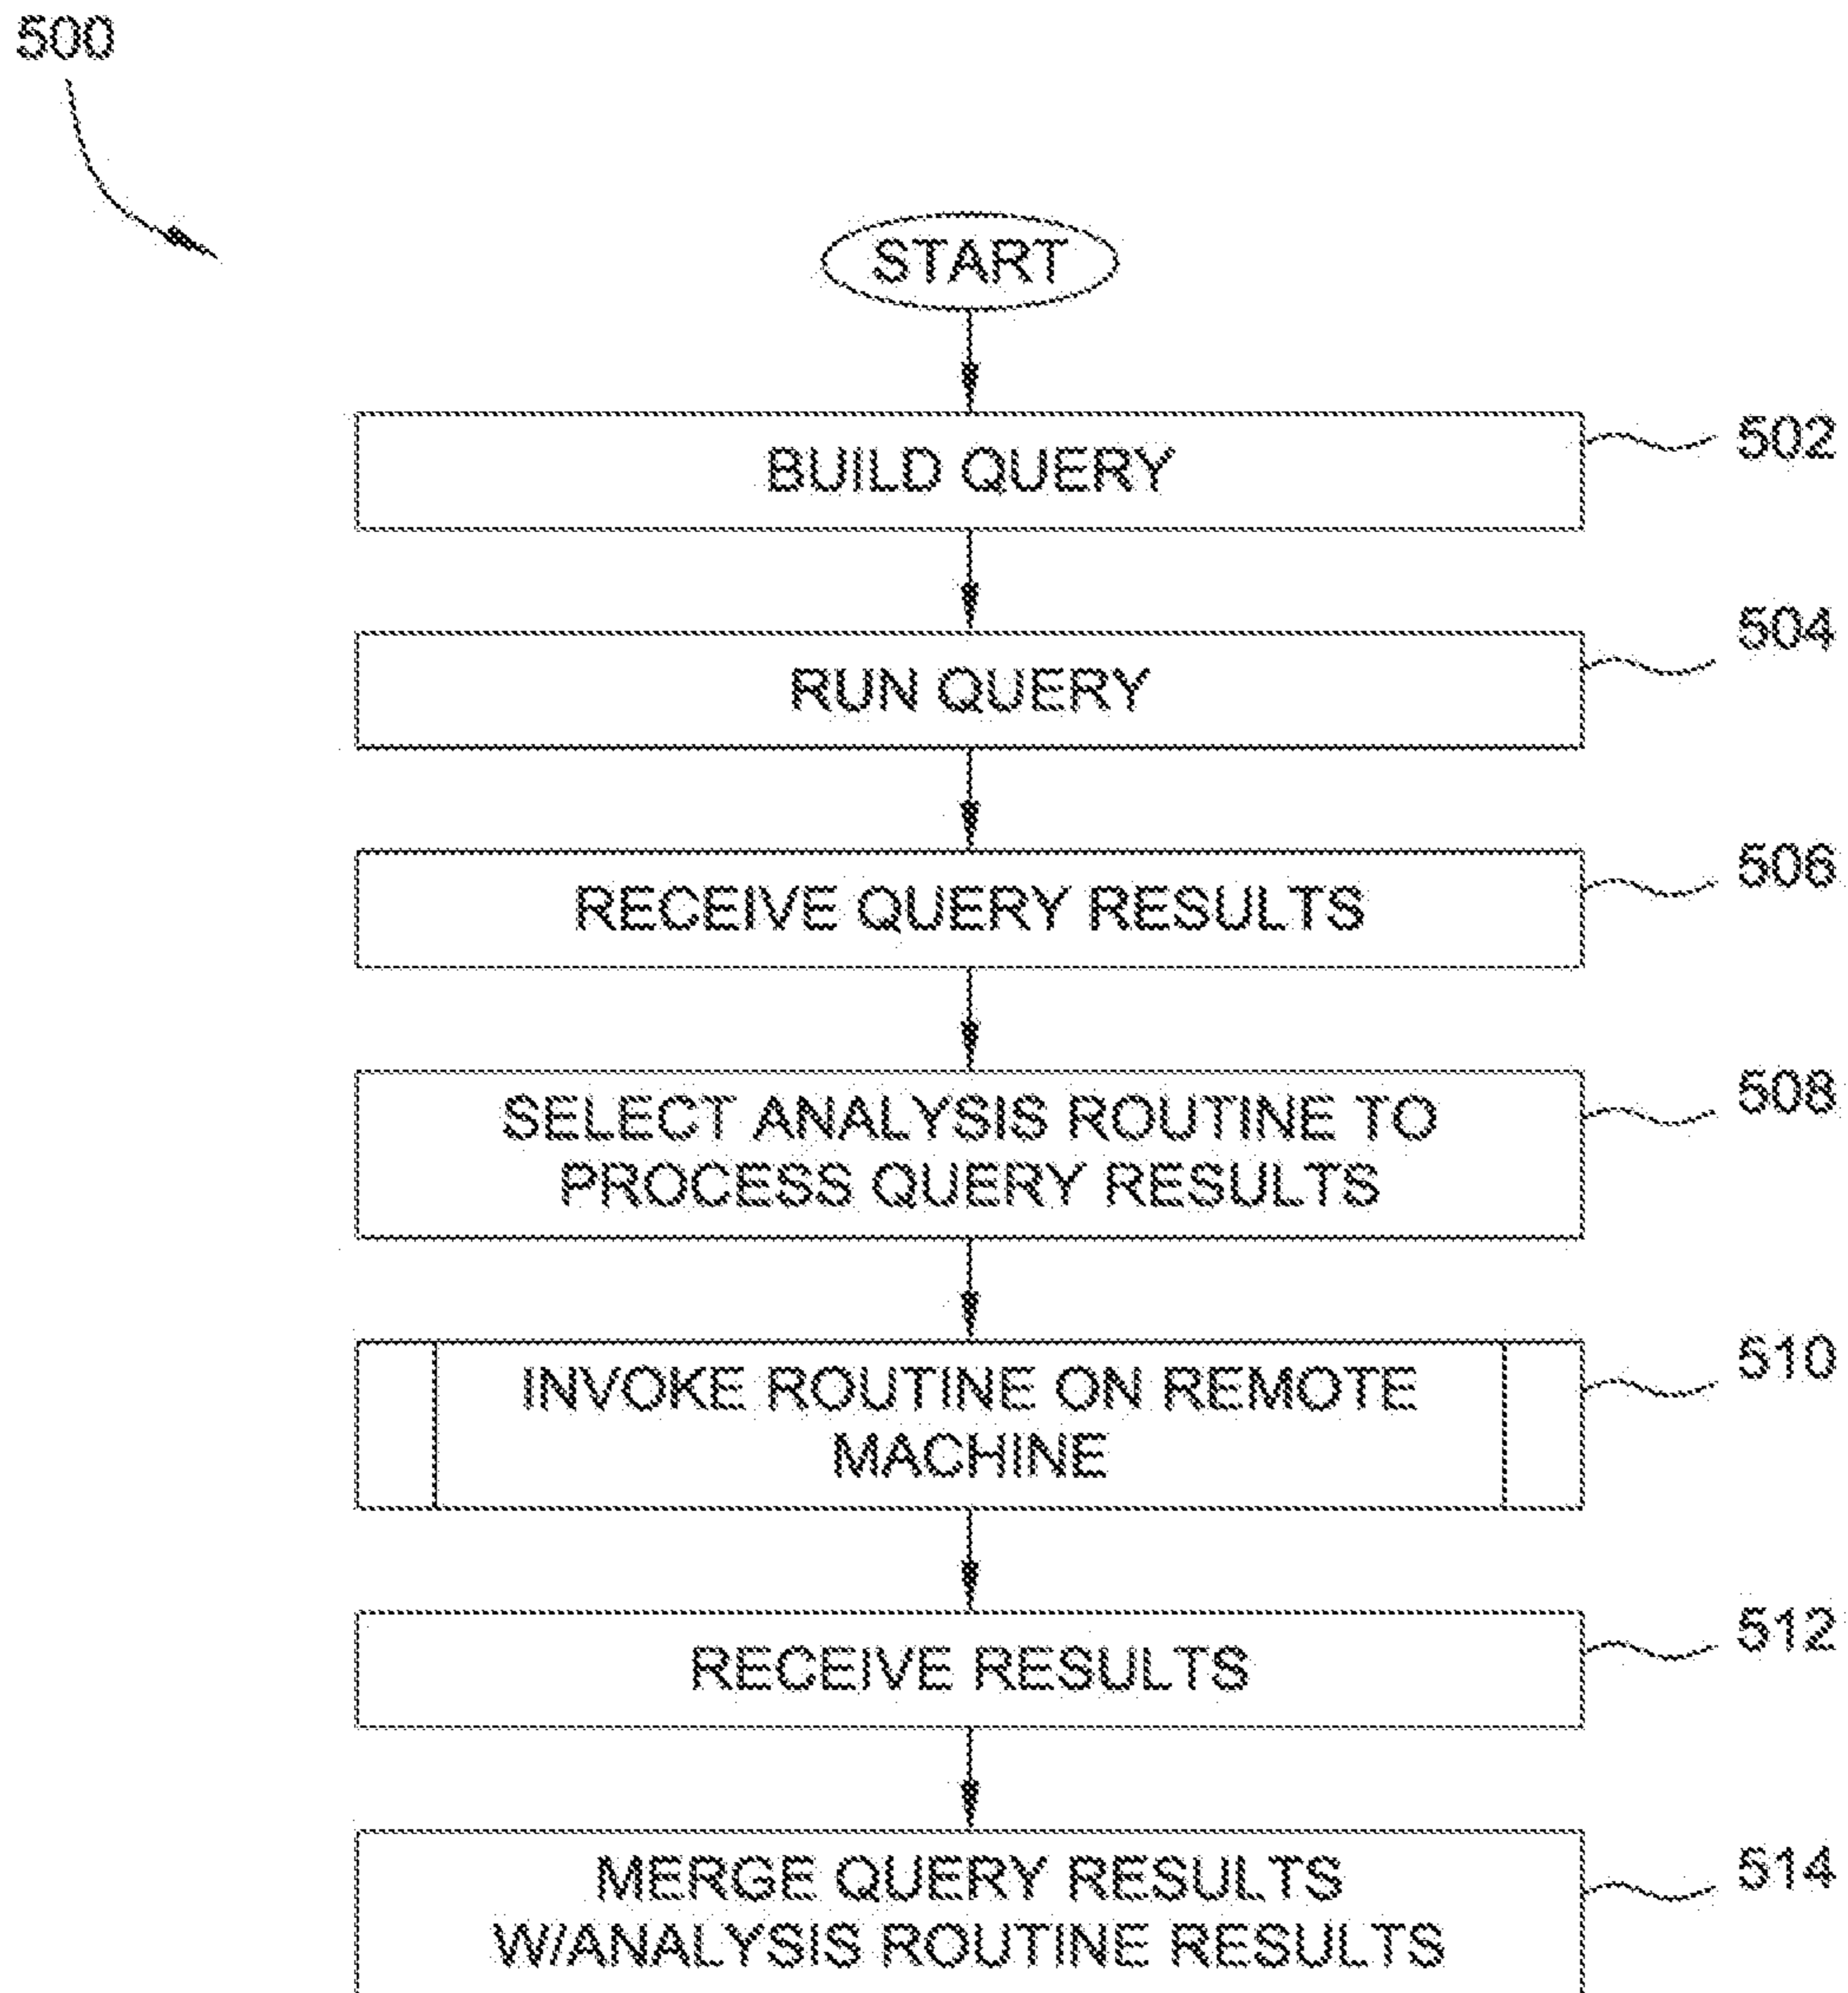 500
START
BUILD QUERY
502
RUN QUERY
504
RECEIVE QUERY RESULTS
506
SELECT ANALYSIS ROUTINE TO
PROCESS QUERY RESULTS
508
INVOKE ROUTINE ON REMOTE
MACHINE
510
RECEIVE RESULTS
512
MERGE QUERY RESULTS
W/ANALYSIS ROUTINE RESULTS
514